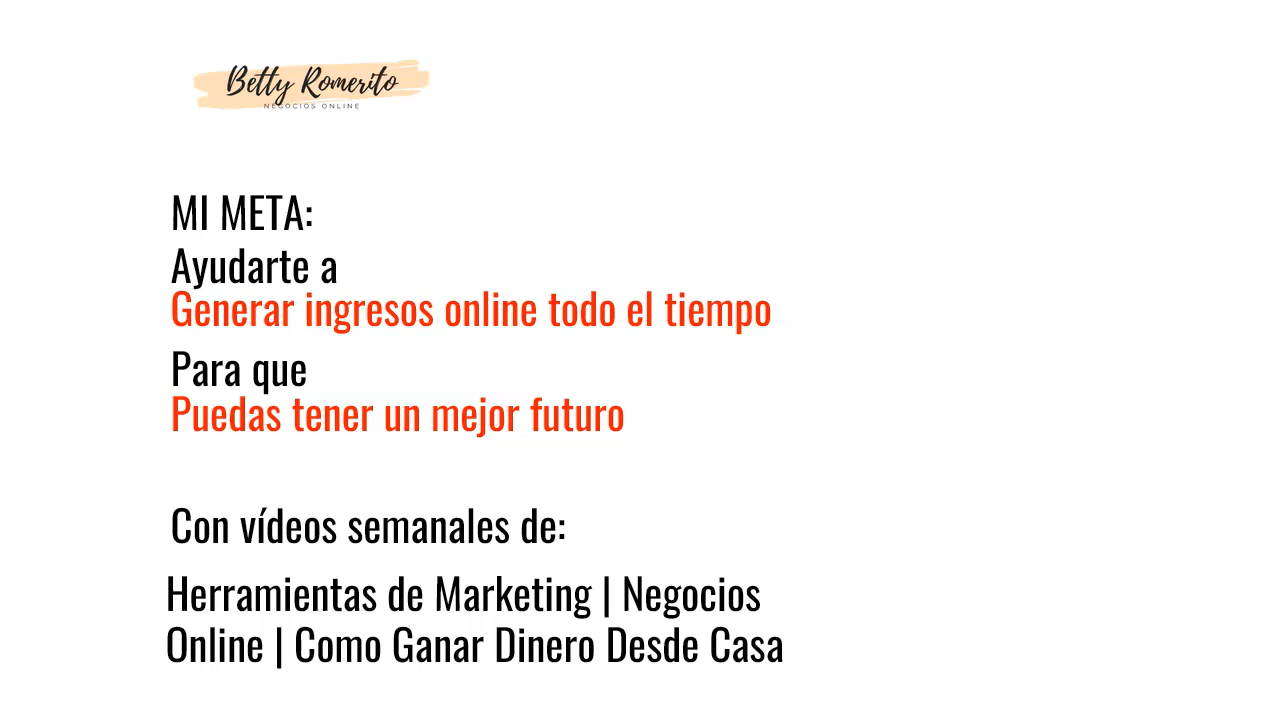 Betty Romerito
NEGOCIOS ONLINE
MI META:
Ayudarte a
Generar ingresos online todo el tiempo
Para que
Puedas tener un mejor futuro
Con vídeos semanales de:
Herramientas de Marketing | Negocios
Online | Como Ganar Dinero Desde Casa